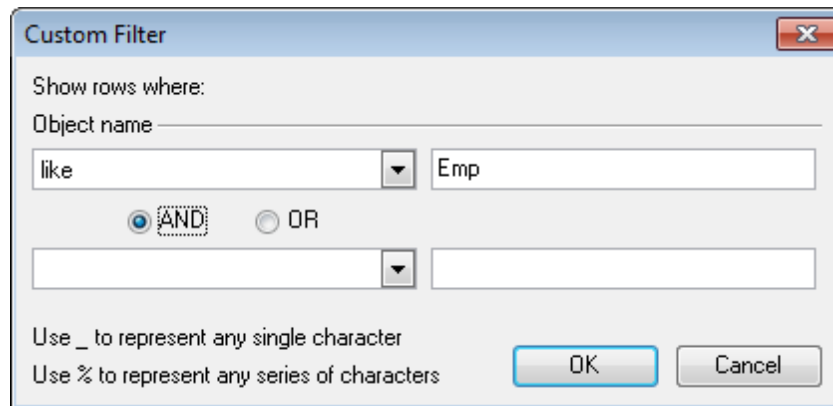 Custom Filter
Show rows where:
Object name
like Emp
AND OR
Use _ to represent any single character
Use % to represent any series of characters
OK Cancel